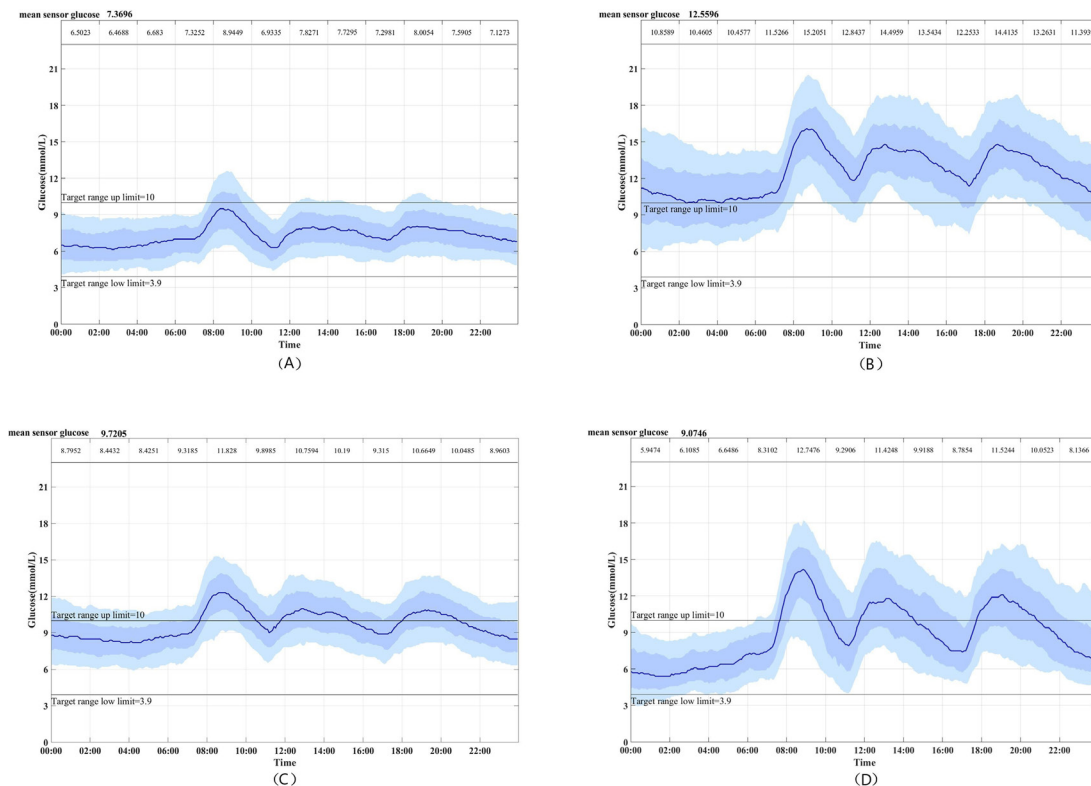 mean sensor glucose 7.3696
6.5023 6.4688 6.683 7.3252 8.9449 6.9335 7.8271 7.7295 7.2981 8.0054 7.5905 7.1273
21
18
15
12
9
6
3
0
Glucose(mmol/L)
Target range up limit=10
Target range low limit=3.9
00:00 02:00 04:00 06:00 08:00 10:00 12:00 14:00 16:00 18:00 20:00 22:00
Time
(A)
mean sensor glucose 12.5596
10.8589 10.4605 10.4577 11.5266 15.2051 12.8437 14.4959 13.5434 12.2533 14.4135 13.2631 11.393
21
18
15
12
9
6
3
0
Glucose(mmol/L)
Target range up limit=10
Target range low limit=3.9
00:00 02:00 04:00 06:00 08:00 10:00 12:00 14:00 16:00 18:00 20:00 22:00
Time
(B)
mean sensor glucose 9.7205
8.7952 8.4432 8.4251 9.3185 11.828 9.8985 10.7594 10.19 9.315 10.6649 10.0485 8.9603
21
18
15
12
9
6
3
0
Glucose(mmol/L)
Target range up limit=10
Target range low limit=3.9
00:00 02:00 04:00 06:00 08:00 10:00 12:00 14:00 16:00 18:00 20:00 22:00
Time
(C)
mean sensor glucose 9.0746
5.9474 6.1085 6.6486 8.3102 12.7476 9.2906 11.4248 9.9188 8.7854 11.5244 10.0523 8.1366
21
18
15
12
9
6
3
0
Glucose(mmol/L)
Target range up limit=10
Target range low limit=3.9
00:00 02:00 04:00 06:00 08:00 10:00 12:00 14:00 16:00 18:00 20:00 22:00
Time
(D)